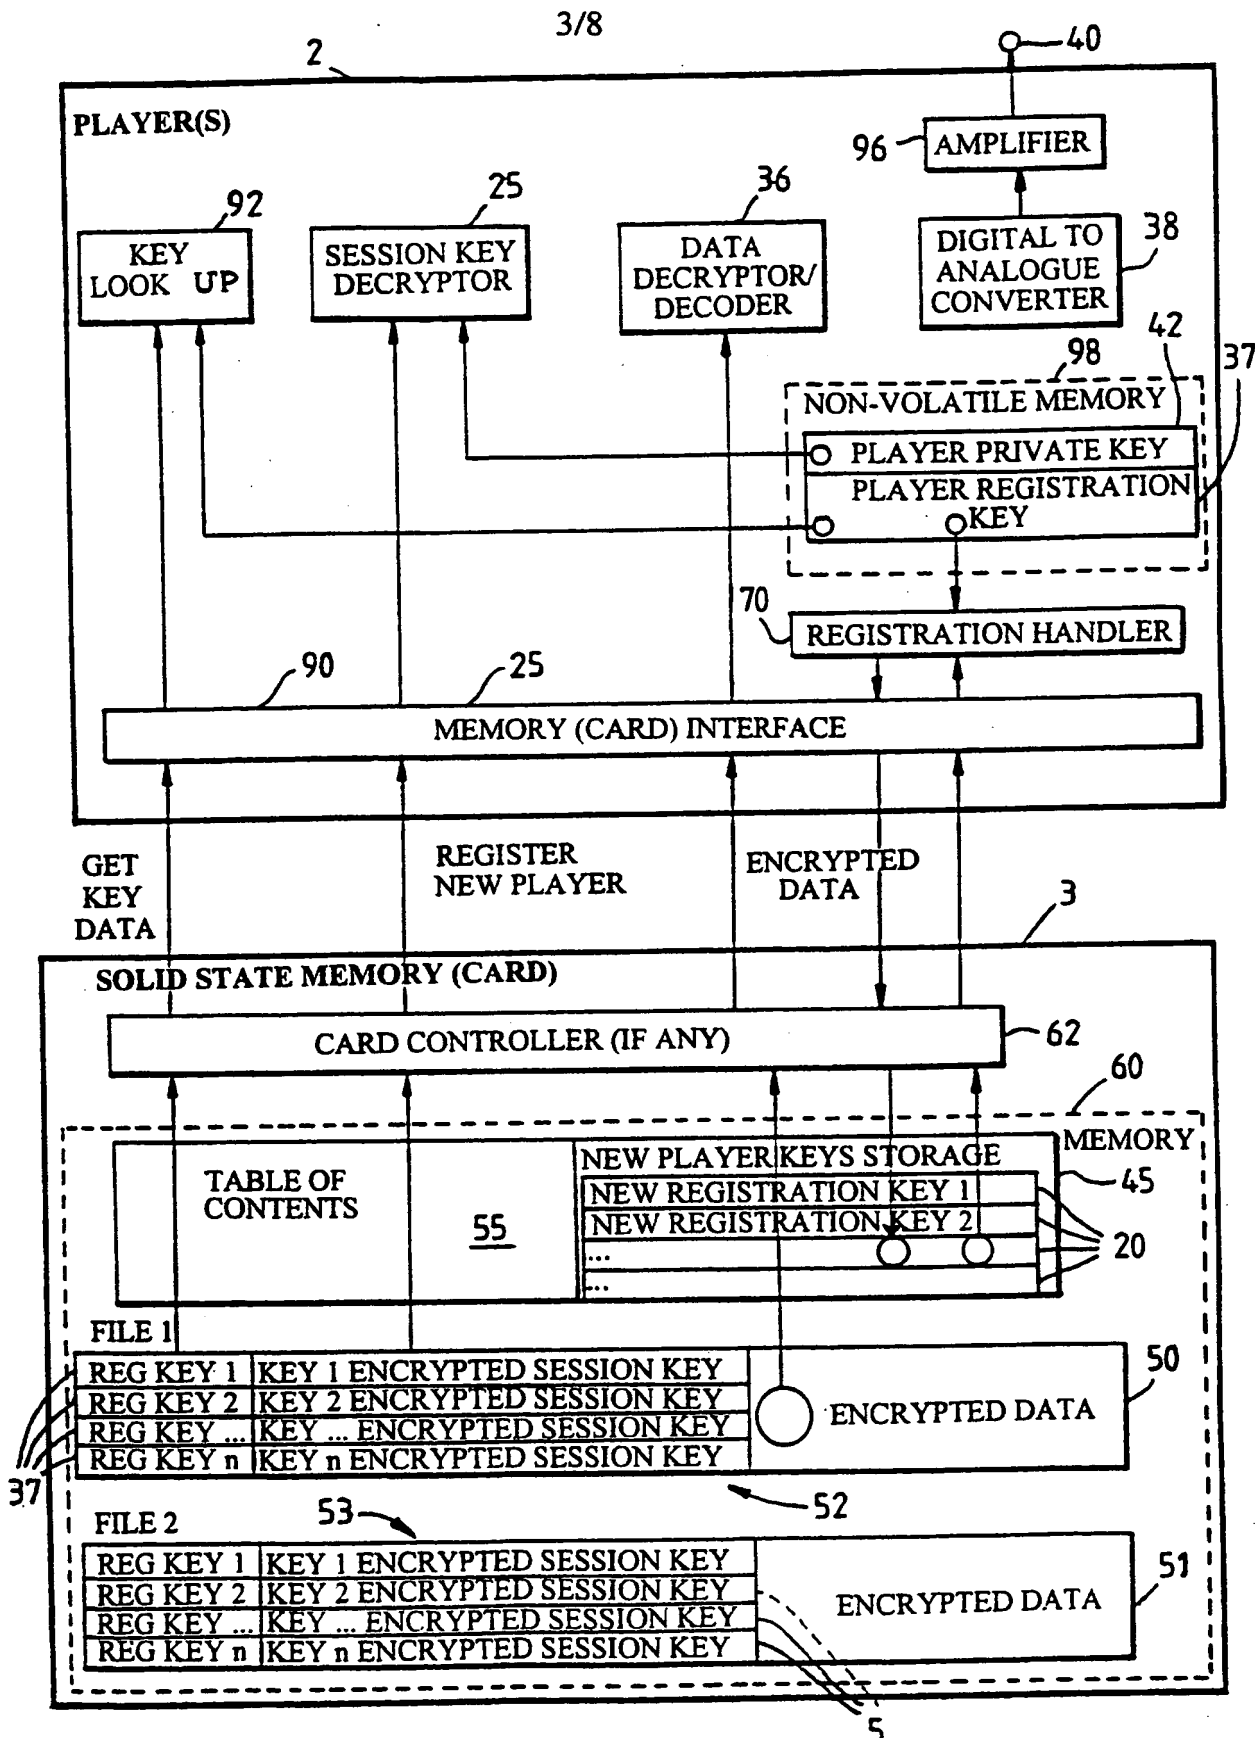 3/8
2
40
PLAYER(S)
96
AMPLIFIER
92
25
36
38
KEY
LOOK UP
SESSION KEY
DECRYPTOR
DATA
DECRYPTOR/
DECODER
DIGITAL TO
ANALOGUE
CONVERTER
42
98
37
NON-VOLATILE MEMORY
PLAYER PRIVATE KEY
PLAYER REGISTRATION
KEY
70
REGISTRATION HANDLER
90
25
MEMORY (CARD) INTERFACE
GET
KEY
DATA
REGISTER
NEW PLAYER
ENCRYPTED
DATA
3
SOLID STATE MEMORY (CARD)
CARD CONTROLLER (IF ANY)
62
60
MEMORY
TABLE OF
CONTENTS
55
NEW PLAYER KEYS STORAGE
NEW REGISTRATION KEY 1
NEW REGISTRATION KEY 2
...
...
45
20
FILE 1
REG KEY 1 KEY 1 ENCRYPTED SESSION KEY
REG KEY 2 KEY 2 ENCRYPTED SESSION KEY
REG KEY ... KEY ... ENCRYPTED SESSION KEY
REG KEY n KEY n ENCRYPTED SESSION KEY
ENCRYPTED DATA
50
37
52
FILE 2
53
REG KEY 1 KEY 1 ENCRYPTED SESSION KEY
REG KEY 2 KEY 2 ENCRYPTED SESSION KEY
REG KEY ... KEY ... ENCRYPTED SESSION KEY
REG KEY n KEY n ENCRYPTED SESSION KEY
ENCRYPTED DATA
51
5